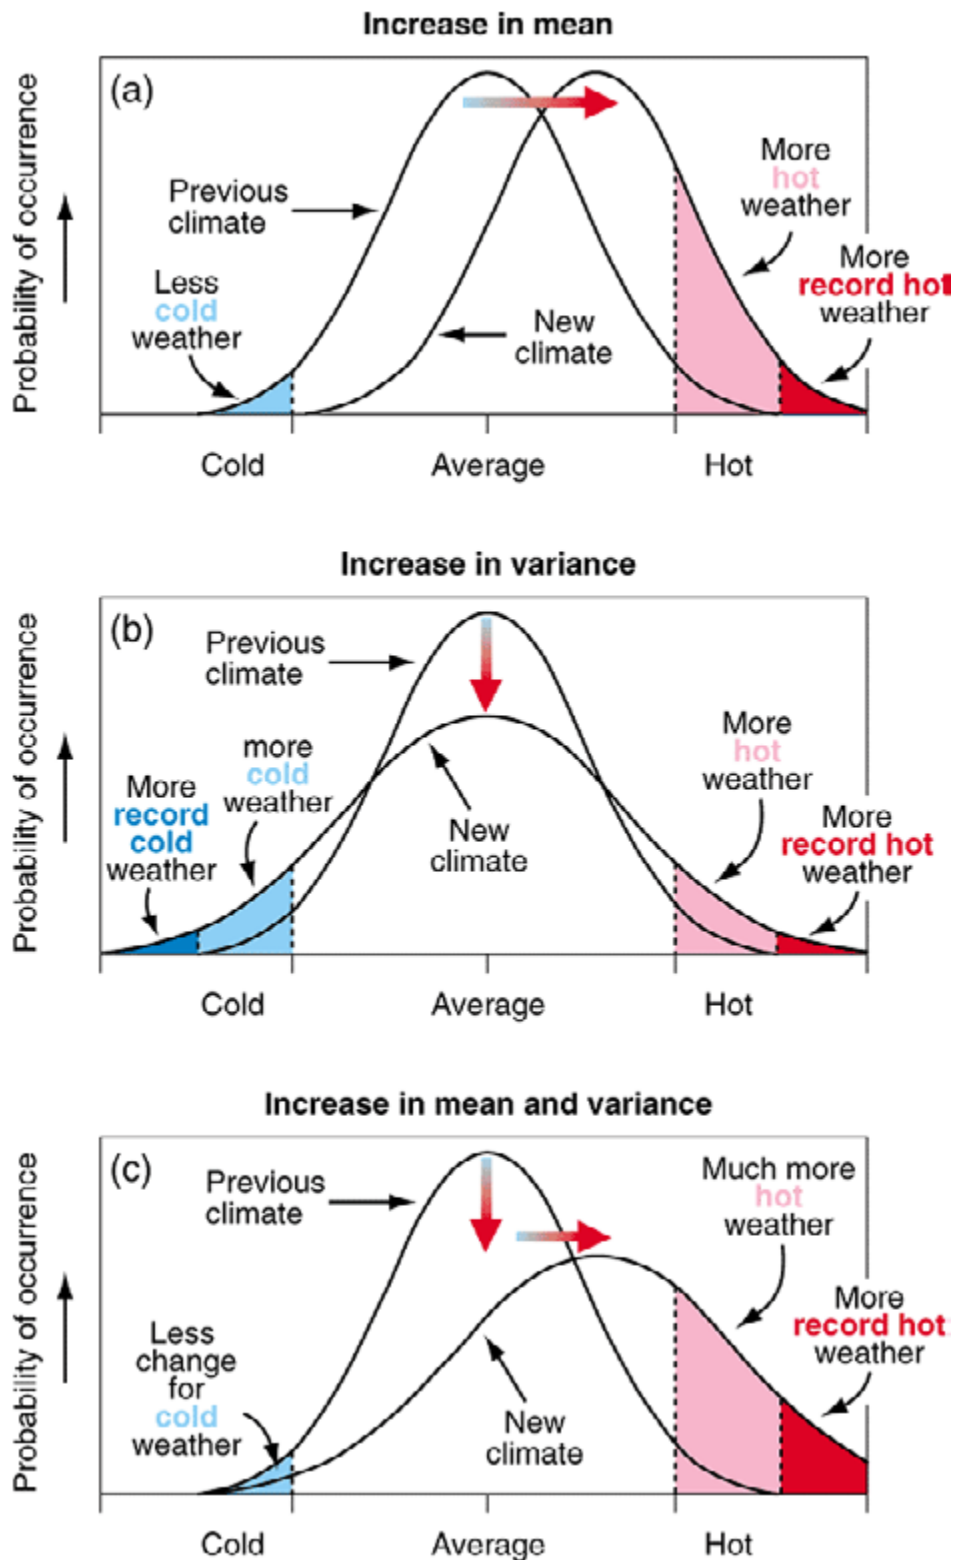 Increase in mean
(a)
Probability of occurrence
Previous
climate
Less
cold
weather
New
climate
More
hot
weather
More
record hot
weather
Cold
Average
Hot
Increase in variance
(b)
Probability of occurrence
Previous
climate
more
cold
weather
More
record
cold
weather
New
climate
More
hot
weather
More
record hot
weather
Cold
Average
Hot
Increase in mean and variance
(c)
Probability of occurrence
Previous
climate
Less
change
for
cold
weather
New
climate
Much more
hot
weather
More
record hot
weather
Cold
Average
Hot